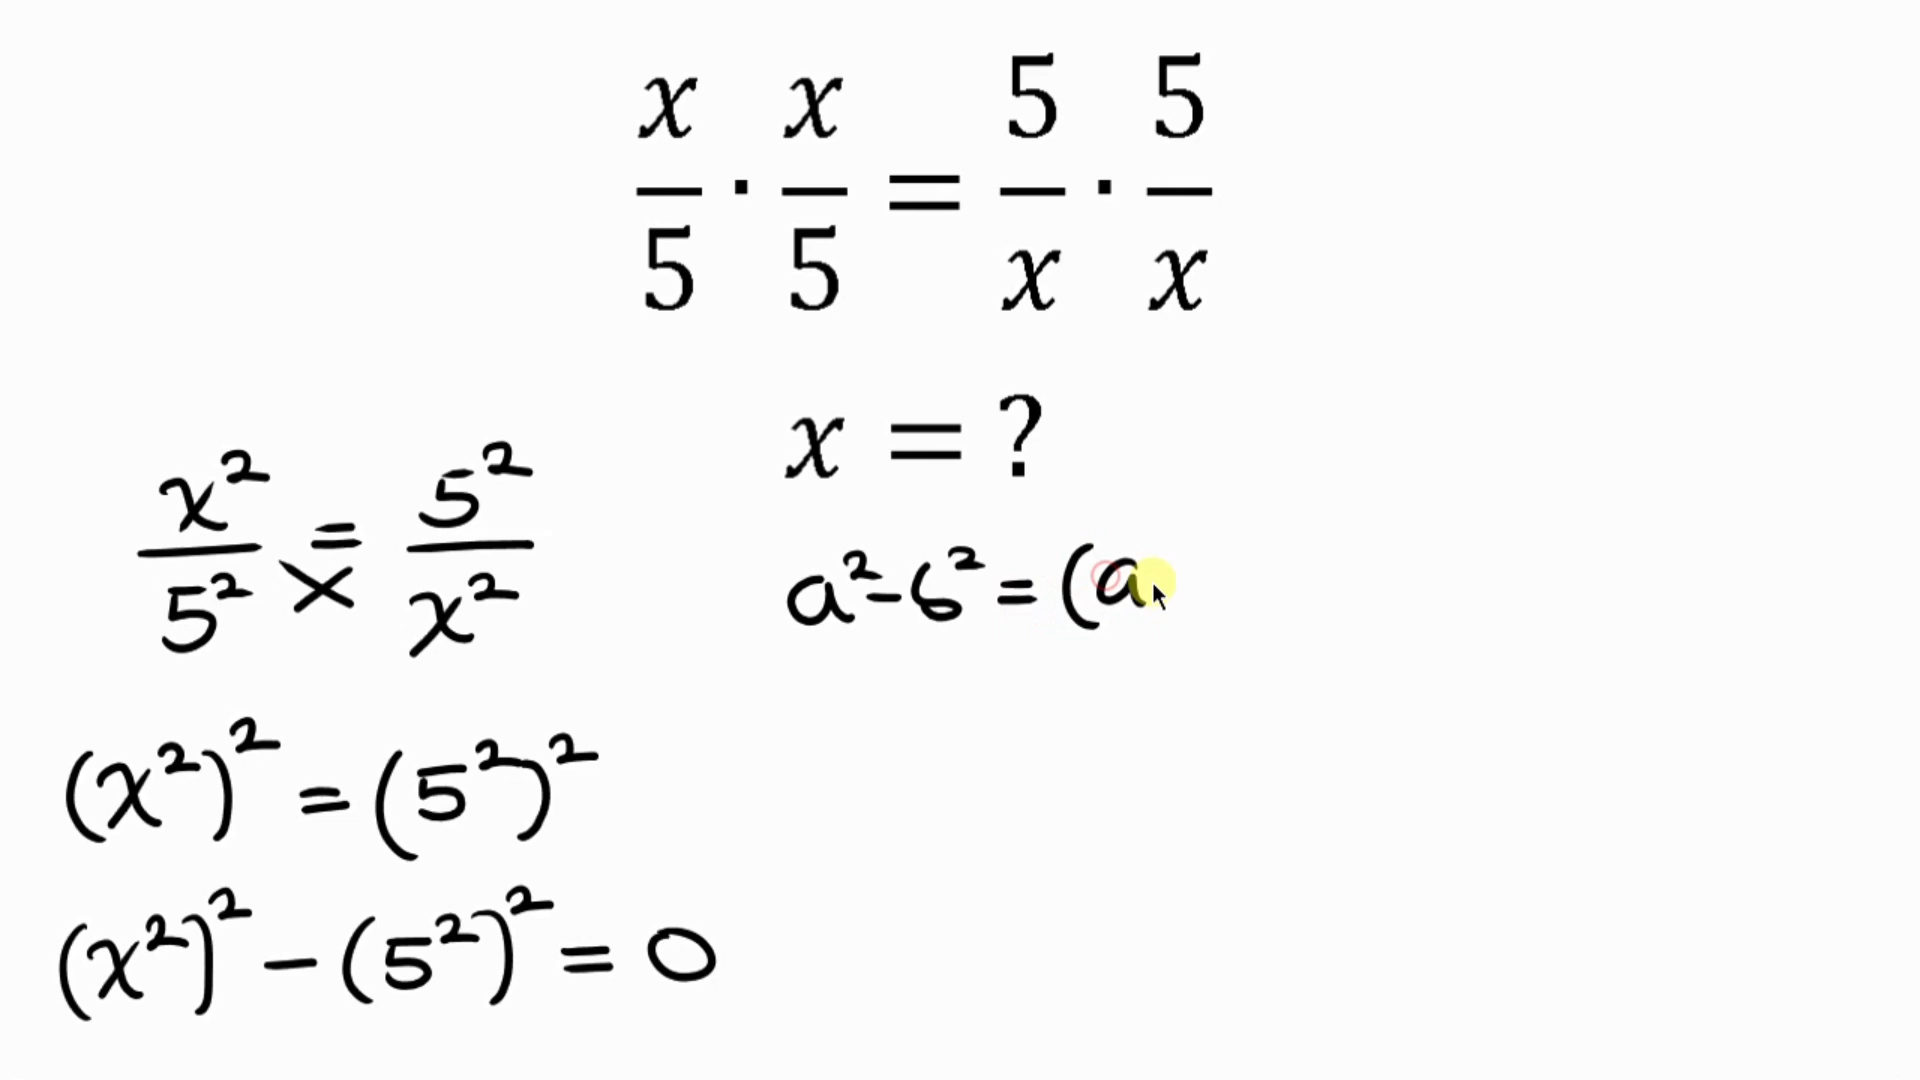 x/5 · x/5 = 5/x · 5/x
x = ?
x²/5² = 5²/x²
(x²)² = (5²)²
(x²)² - (5²)² = 0
a² - b² = (a